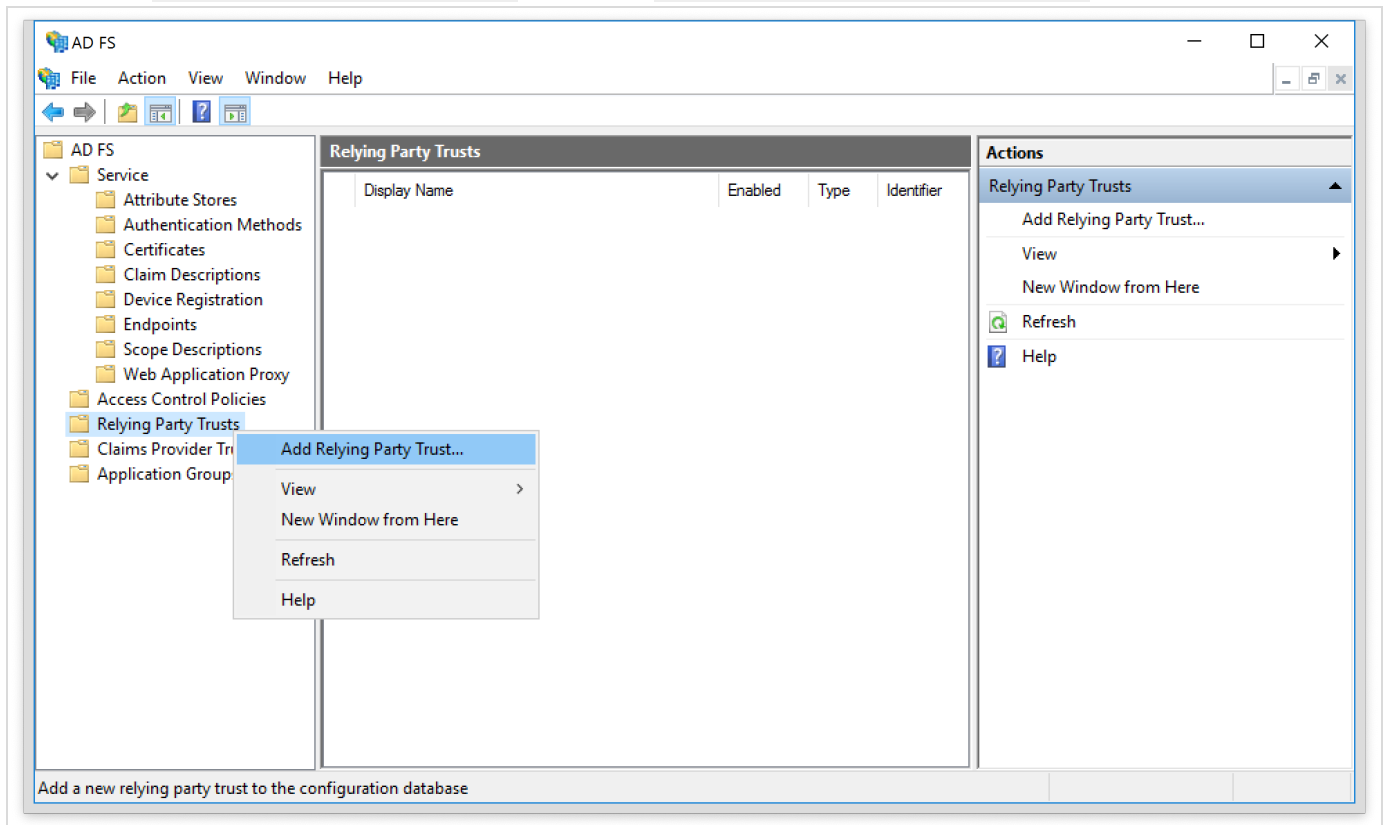 AD FS
File Action View Window Help
AD FS
Service
Attribute Stores
Authentication Methods
Certificates
Claim Descriptions
Device Registration
Endpoints
Scope Descriptions
Web Application Proxy
Access Control Policies
Relying Party Trusts
Claims Provider Tr
Application Group
Add Relying Party Trust...
View
New Window from Here
Refresh
Help
Relying Party Trusts
Display Name Enabled Type Identifier
Actions
Relying Party Trusts
Add Relying Party Trust...
View
New Window from Here
Refresh
Help
Add a new relying party trust to the configuration database